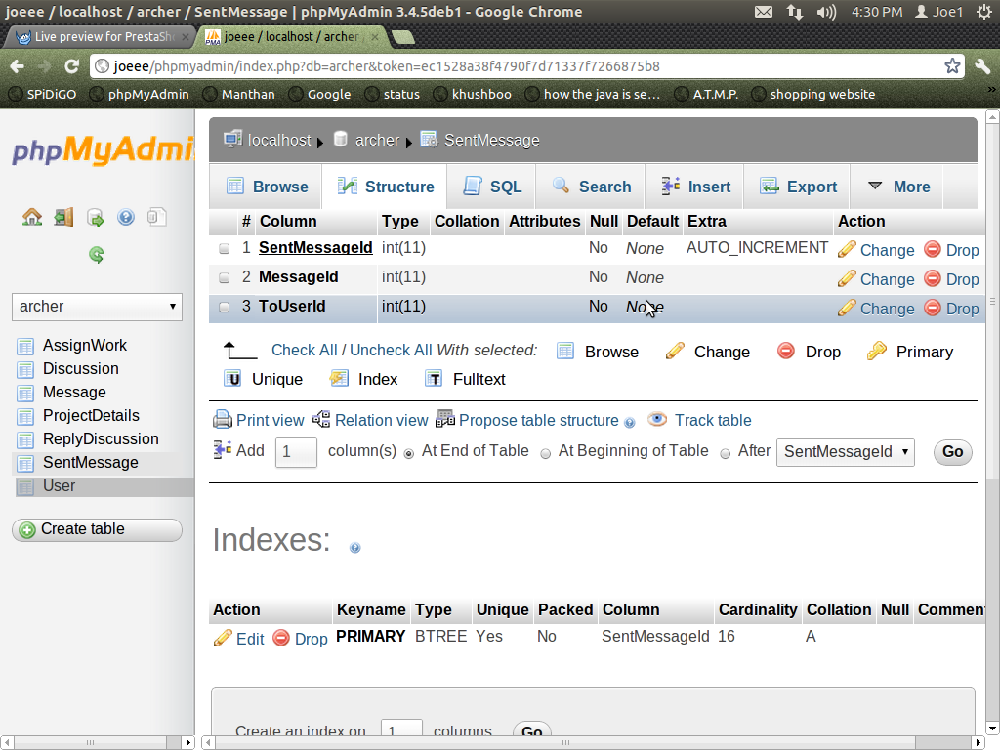 joeee / localhost / archer / SentMessage | phpMyAdmin 3.4.5deb1 - Google Chrome 4:30 PM Joe1
Live preview for PrestaSh joeee / localhost / archer
joeee/phpmyadmin/index.php?db=archer&token=ec1528a38f4790f7d71337f7266875b8
SPiDiGO phpMyAdmin Manthan Google status khushboo how the java is se... A.T.M.P. shopping website »
phpMyAdmi
archer
AssignWork
Discussion
Message
ProjectDetails
ReplyDiscussion
SentMessage
User
Create table
localhost archer SentMessage
Browse Structure SQL Search Insert Export More
# Column Type Collation Attributes Null Default Extra Action
1 SentMessageId int(11) No None AUTO_INCREMENT Change Drop
2 MessageId int(11) No None Change Drop
3 ToUserId int(11) No None Change Drop
Check All / Uncheck All With selected: Browse Change Drop Primary
U Unique Index T Fulltext
Print view Relation view Propose table structure Track table
Add 1 column(s) At End of Table At Beginning of Table After SentMessageId Go
Indexes:
Action Keyname Type Unique Packed Column Cardinality Collation Null Comment
Edit Drop PRIMARY BTREE Yes No SentMessageId 16 A
Create an index on 1 columns Go